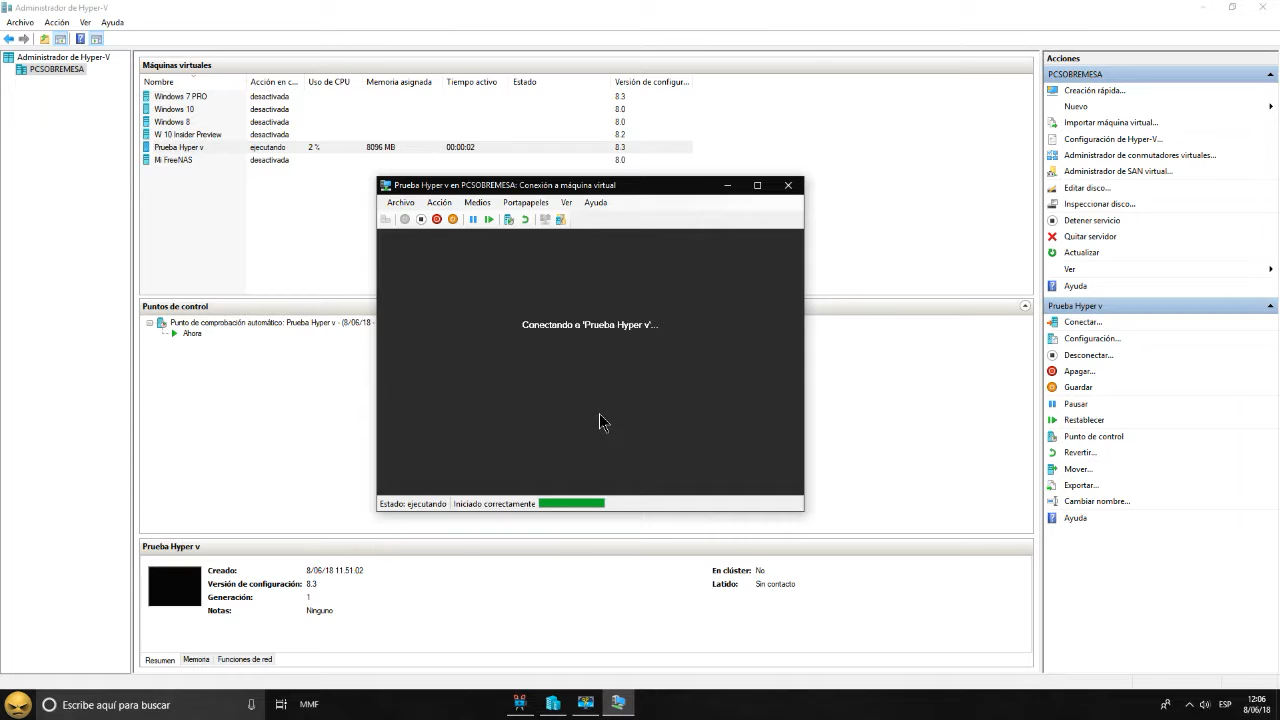 Administrador de Hyper-V
Archivo Acción Ver Ayuda
Administrador de Hyper-V
PCSOBREMESA
Máquinas virtuales
Nombre Acción en c... Uso de CPU Memoria asignada Tiempo activo Estado Versión de configur...
Windows 7 PRO desactivada 8.3
Windows 10 desactivada 8.0
Windows 8 desactivada 8.0
W 10 Insider Preview desactivada 8.2
Prueba Hyper v ejecutando 2 % 8096 MB 00:00:02 8.3
Mi FreeNAS desactivada 8.0
Prueba Hyper v en PCSOBREMESA: Conexión a máquina virtual
Archivo Acción Medios Portapapeles Ver Ayuda
Conectando a 'Prueba Hyper v'...
Estado: ejecutando Iniciado correctamente
Puntos de control
Punto de comprobación automático: Prueba Hyper v - (8/06/18 -
Ahora
Prueba Hyper v
Creado: 8/06/18 11.51.02 En clúster: No
Versión de configuración: 8.3 Latido: Sin contacto
Generación: 1
Notas: Ninguno
Resumen Memoria Funciones de red
Acciones
PCSOBREMESA
Creación rápida...
Nuevo
Importar máquina virtual...
Configuración de Hyper-V...
Administrador de conmutadores virtuales...
Administrador de SAN virtual...
Editar disco...
Inspeccionar disco...
Detener servicio
Quitar servidor
Actualizar
Ver
Ayuda
Prueba Hyper v
Conectar...
Configuración...
Desconectar...
Apagar...
Guardar
Pausar
Restablecer
Punto de control
Revertir...
Mover...
Exportar...
Cambiar nombre...
Ayuda
Escribe aquí para buscar MMF ESP 12:06
8/06/18